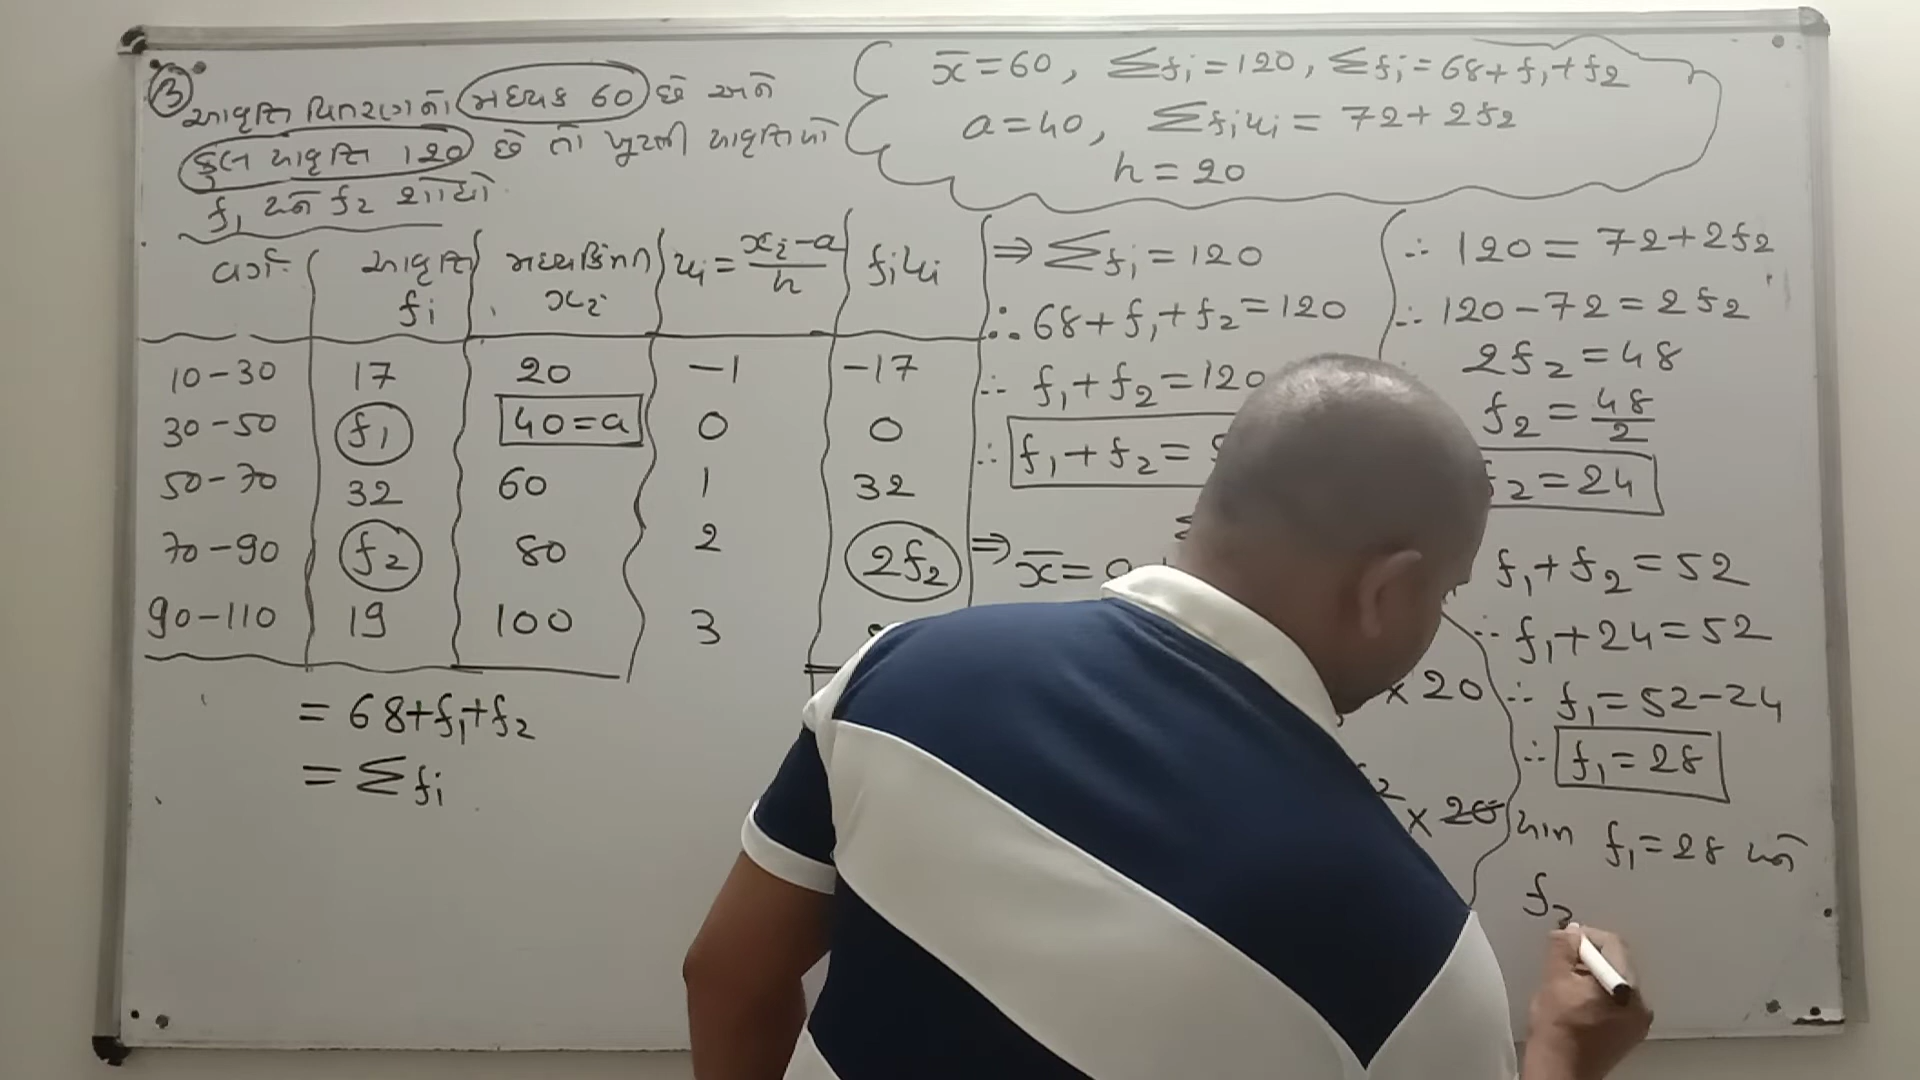 ③ આવૃત્તિ વિતરણનો મધ્યક 60 છે અને
કુલ આવૃત્તિ 120 છે તો ખૂટતી આવૃત્તિઓ
f₁ અને f₂ શોધો.
x̄ = 60, Σfᵢ = 120, Σfᵢ = 68 + f₁ + f₂
a = 40, Σfᵢuᵢ = 72 + 2f₂
h = 20
વર્ગ આવૃત્તિ fᵢ મધ્યકિંમત xᵢ uᵢ = (xᵢ - a)/h fᵢuᵢ
10-30 17 20 -1 -17
30-50 f₁ 40=a 0 0
50-70 32 60 1 32
70-90 f₂ 80 2 2f₂
90-110 19 100 3
= 68+f₁+f₂
= Σfᵢ
⇒ Σfᵢ = 120
∴ 68 + f₁ + f₂ = 120
∴ f₁ + f₂ = 120
∴ f₁ + f₂ =
⇒ x̄ =
× 20
× 20
∴ 120 = 72 + 2f₂
∴ 120 - 72 = 2f₂
2f₂ = 48
f₂ = 48/2
f₂ = 24
f₁ + f₂ = 52
∴ f₁ + 24 = 52
∴ f₁ = 52 - 24
∴ f₁ = 28
આમ f₁ = 28 અને
f₂